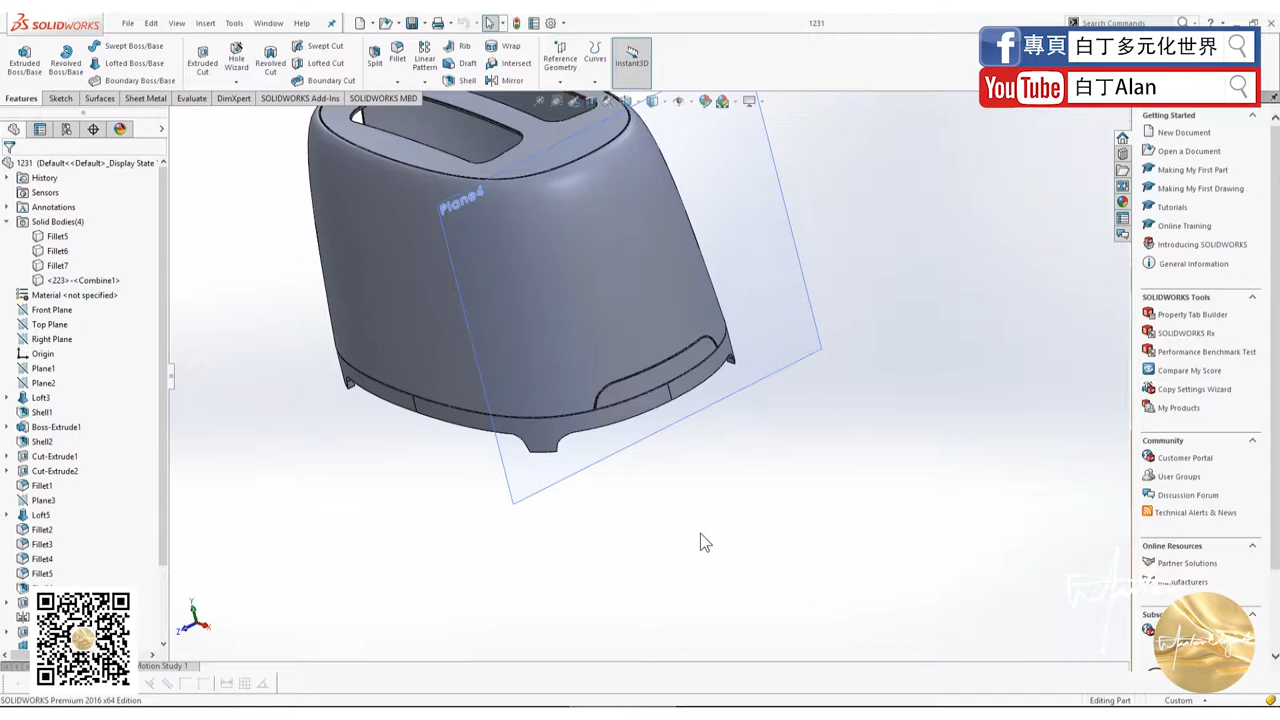 SOLIDWORKS
File Edit View Insert Tools Window Help
1231
Search Commands
專頁 白丁多元化世界
YouTube 白丁Alan
Extruded Boss/Base
Revolved Boss/Base
Swept Boss/Base
Lofted Boss/Base
Boundary Boss/Base
Extruded Cut
Hole Wizard
Revolved Cut
Swept Cut
Lofted Cut
Boundary Cut
Split
Fillet
Linear Pattern
Rib
Draft
Shell
Wrap
Intersect
Mirror
Reference Geometry
Curves
Instant3D
Features Sketch Surfaces Sheet Metal Evaluate DimXpert SOLIDWORKS Add-Ins SOLIDWORKS MBD
1231 (Default<<Default>_Display State
History
Sensors
Annotations
Solid Bodies(4)
Fillet5
Fillet6
Fillet7
<223>-<Combine1>
Material <not specified>
Front Plane
Top Plane
Right Plane
Origin
Plane1
Plane2
Loft3
Shell1
Boss-Extrude1
Shell2
Cut-Extrude1
Cut-Extrude2
Fillet1
Plane3
Loft5
Fillet2
Fillet3
Fillet4
Fillet5
Plane4
Y
Z
X
Getting Started
New Document
Open a Document
Making My First Part
Making My First Drawing
Tutorials
Online Training
Introducing SOLIDWORKS
General Information
SOLIDWORKS Tools
Property Tab Builder
SOLIDWORKS Rx
Performance Benchmark Test
Compare My Score
Copy Settings Wizard
My Products
Community
Customer Portal
User Groups
Discussion Forum
Technical Alerts & News
Online Resources
Partner Solutions
Manufacturers
Motion Study 1
SOLIDWORKS Premium 2016 x64 Edition
Editing Part
Custom